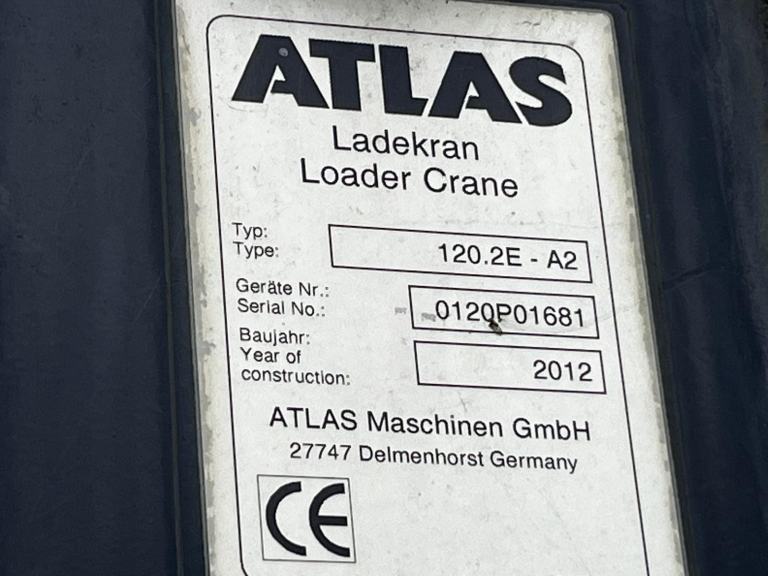 ATLAS
Ladekran
Loader Crane
Typ:
Type: 120.2E - A2
Geräte Nr.:
Serial No.: 0120P01681
Baujahr:
Year of
construction: 2012
ATLAS Maschinen GmbH
27747 Delmenhorst Germany
CE